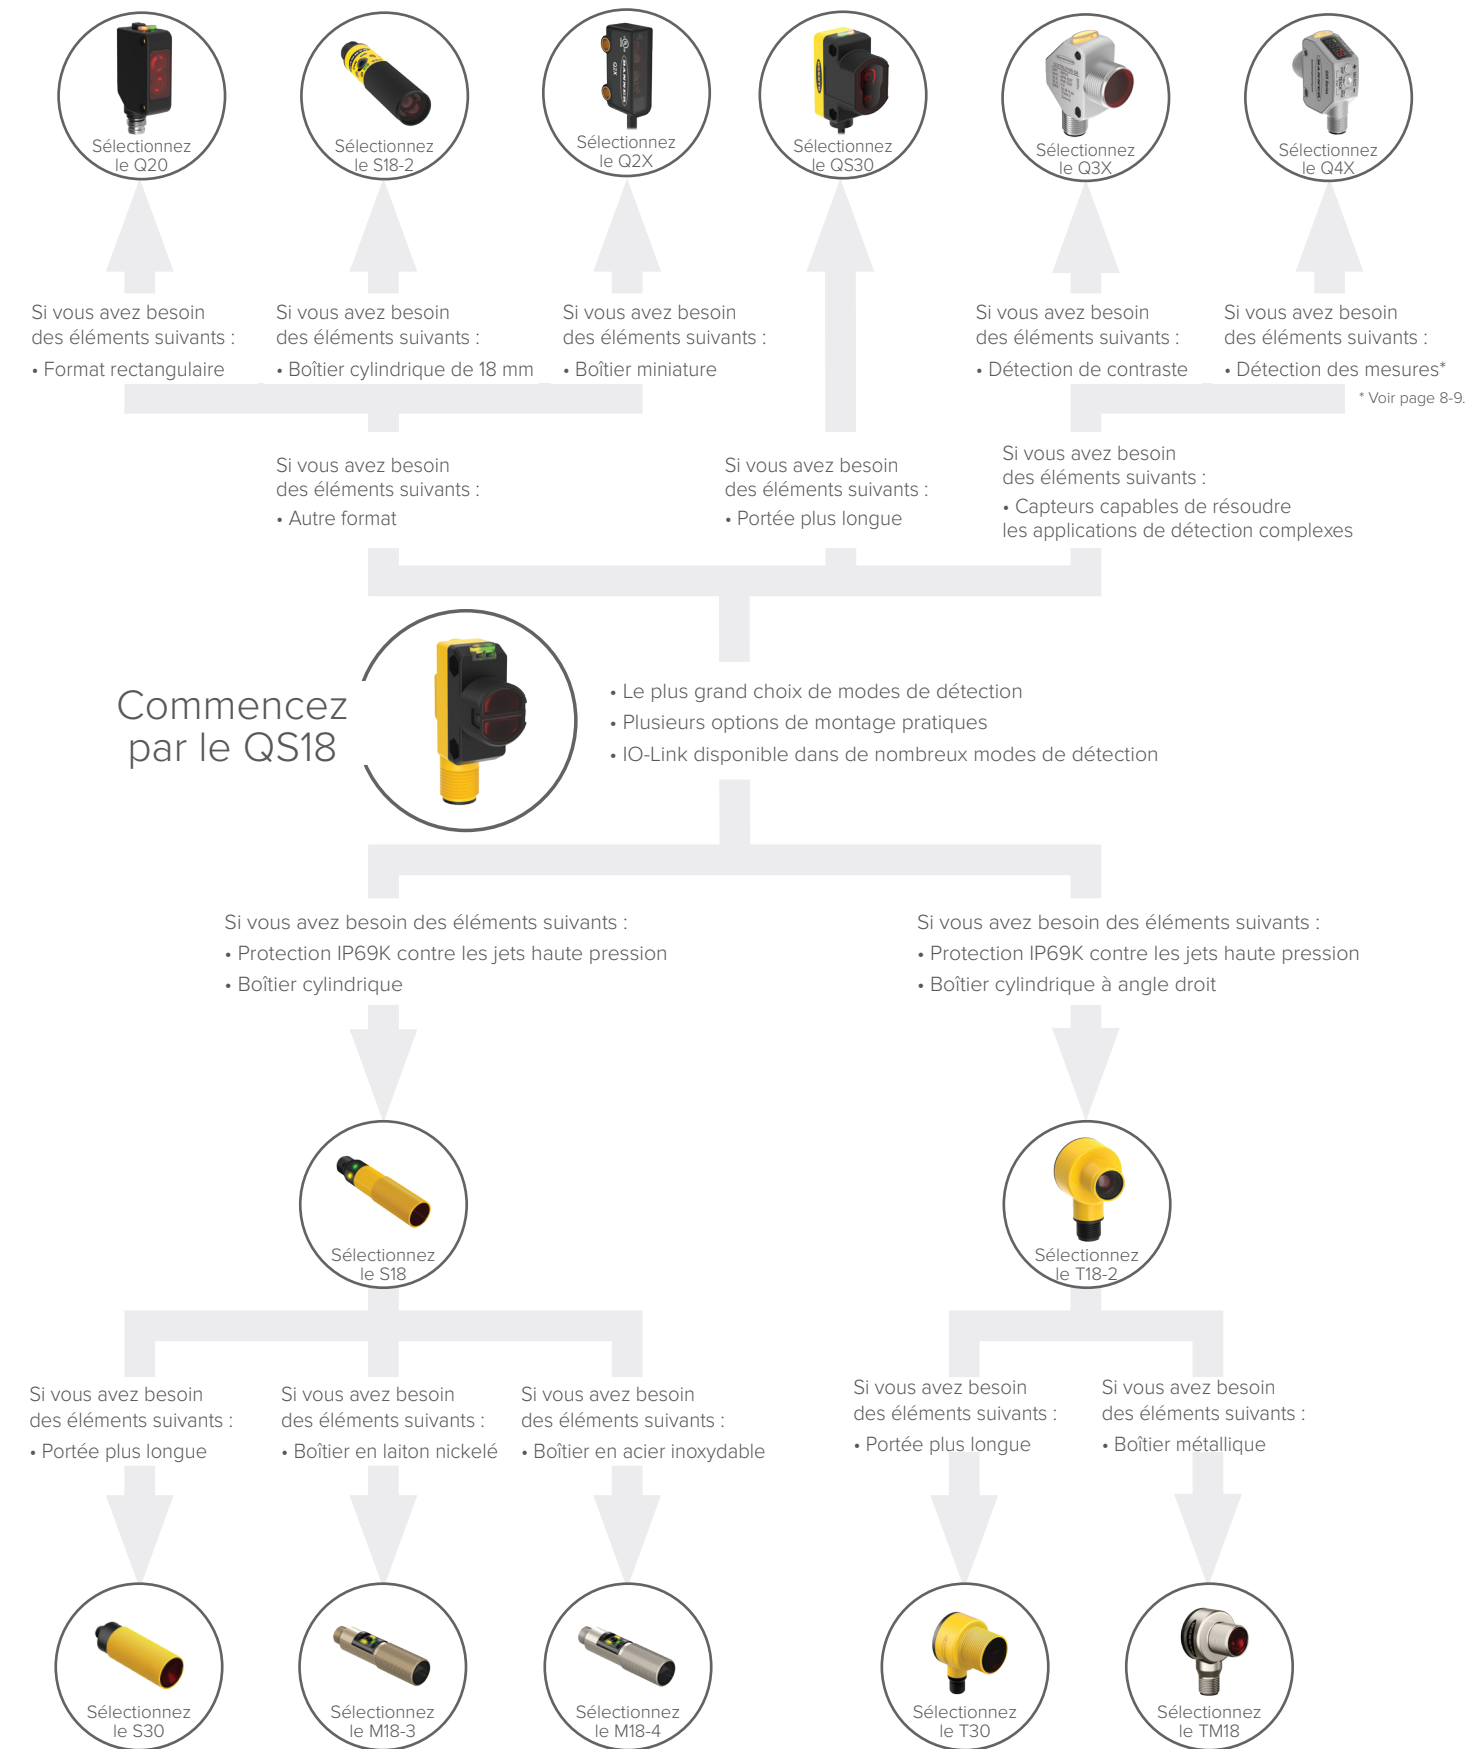 Sélectionnez
le Q20
Sélectionnez
le S18-2
Sélectionnez
le Q2X
Sélectionnez
le QS30
Sélectionnez
le Q3X
Sélectionnez
le Q4X
Si vous avez besoin
des éléments suivants :
• Format rectangulaire
Si vous avez besoin
des éléments suivants :
• Boîtier cylindrique de 18 mm
Si vous avez besoin
des éléments suivants :
• Boîtier miniature
Si vous avez besoin
des éléments suivants :
• Détection de contraste
Si vous avez besoin
des éléments suivants :
• Détection des mesures*
* Voir page 8-9.
Si vous avez besoin
des éléments suivants :
• Autre format
Si vous avez besoin
des éléments suivants :
• Portée plus longue
Si vous avez besoin
des éléments suivants :
• Capteurs capables de résoudre
les applications de détection complexes
Commencez
par le QS18
• Le plus grand choix de modes de détection
• Plusieurs options de montage pratiques
• IO-Link disponible dans de nombreux modes de détection
Si vous avez besoin des éléments suivants :
• Protection IP69K contre les jets haute pression
• Boîtier cylindrique
Si vous avez besoin des éléments suivants :
• Protection IP69K contre les jets haute pression
• Boîtier cylindrique à angle droit
Sélectionnez
le S18
Sélectionnez
le T18-2
Si vous avez besoin
des éléments suivants :
• Portée plus longue
Si vous avez besoin
des éléments suivants :
• Boîtier en laiton nickelé
Si vous avez besoin
des éléments suivants :
• Boîtier en acier inoxydable
Si vous avez besoin
des éléments suivants :
• Portée plus longue
Si vous avez besoin
des éléments suivants :
• Boîtier métallique
Sélectionnez
le S30
Sélectionnez
le M18-3
Sélectionnez
le M18-4
Sélectionnez
le T30
Sélectionnez
le TM18